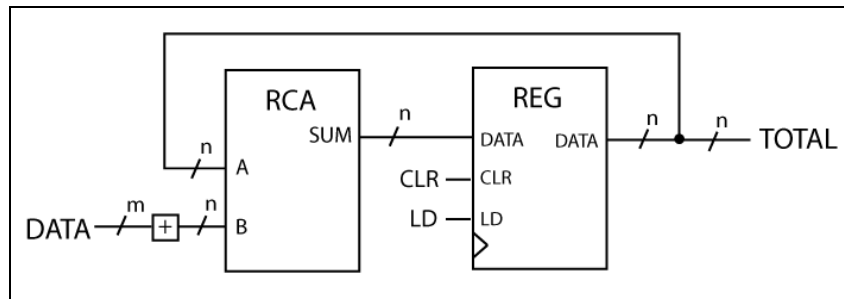 RCA
REG
n
n
n
SUM
DATA
DATA
TOTAL
n
A
CLR
CLR
m
n
DATA
+
B
LD
LD